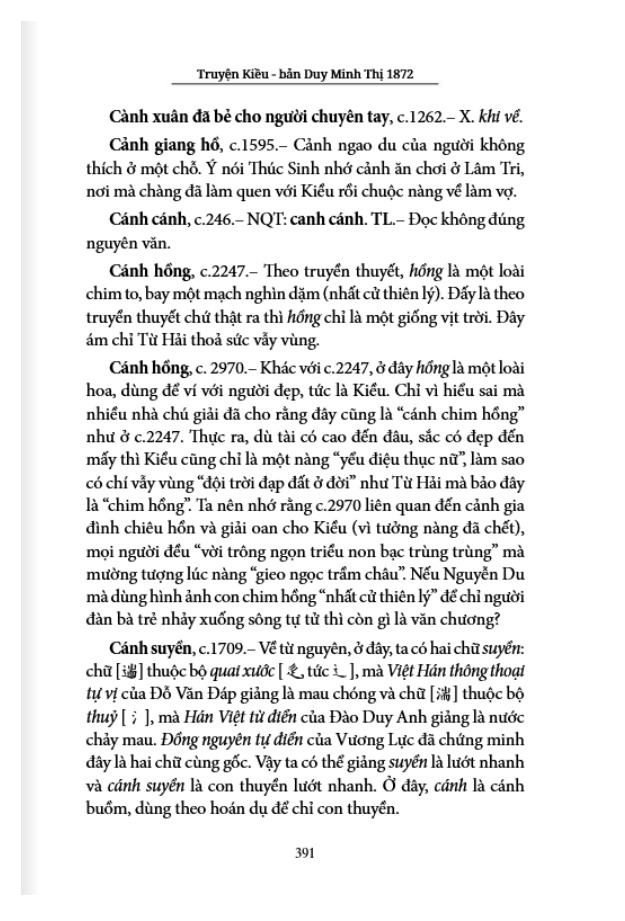 Truyện Kiều - bản Duy Minh Thị 1872
Cành xuân đã bẻ cho người chuyên tay, c.1262.– X. khi về.
Cảnh giang hồ, c.1595.– Cảnh ngao du của người không
thích ở một chỗ. Ý nói Thúc Sinh nhớ cảnh ăn chơi ở Lâm Tri,
nơi mà chàng đã làm quen với Kiều rồi chuộc nàng về làm vợ.
Cánh cánh, c.246.– NQT: canh cánh. TL.– Đọc không đúng
nguyên văn.
Cánh hồng, c.2247.– Theo truyền thuyết, hồng là một loài
chim to, bay một mạch nghìn dặm (nhất cử thiên lý). Đấy là theo
truyền thuyết chứ thật ra thì hồng chỉ là một giống vịt trời. Đây
ám chỉ Từ Hải thoả sức vẫy vùng.
Cánh hồng, c. 2970.– Khác với c.2247, ở đây hồng là một loài
hoa, dùng để ví với người đẹp, tức là Kiều. Chỉ vì hiểu sai mà
nhiều nhà chú giải đã cho rằng đây cũng là “cánh chim hồng”
như ở c.2247. Thực ra, dù tài có cao đến đâu, sắc có đẹp đến
mấy thì Kiều cũng chỉ là một nàng “yểu điệu thục nữ”, làm sao
có chí vẫy vùng “đội trời đạp đất ở đời” như Từ Hải mà bảo đây
là “chim hồng”. Ta nên nhớ rằng c.2970 liên quan đến cảnh gia
đình chiêu hồn và giải oan cho Kiều (vì tưởng nàng đã chết),
mọi người đều “vời trông ngọn triều non bạc trùng trùng” mà
mường tượng lúc nàng “gieo ngọc trầm châu”. Nếu Nguyễn Du
mà dùng hình ảnh con chim hồng “nhất cử thiên lý” để chỉ người
đàn bà trẻ nhảy xuống sông tự tử thì còn gì là văn chương?
Cánh suyền, c.1709.– Về từ nguyên, ở đây, ta có hai chữ suyền:
chữ [遄] thuộc bộ quai xước [辵, tức 辶], mà Việt Hán thông thoại
tự vị của Đỗ Văn Đáp giảng là mau chóng và chữ [湍] thuộc bộ
thuỷ [氵], mà Hán Việt từ điển của Đào Duy Anh giảng là nước
chảy mau. Đồng nguyên tự điển của Vương Lực đã chứng minh
đây là hai chữ cùng gốc. Vậy ta có thể giảng suyền là lướt nhanh
và cánh suyền là con thuyền lướt nhanh. Ở đây, cánh là cánh
buồm, dùng theo hoán dụ để chỉ con thuyền.
391